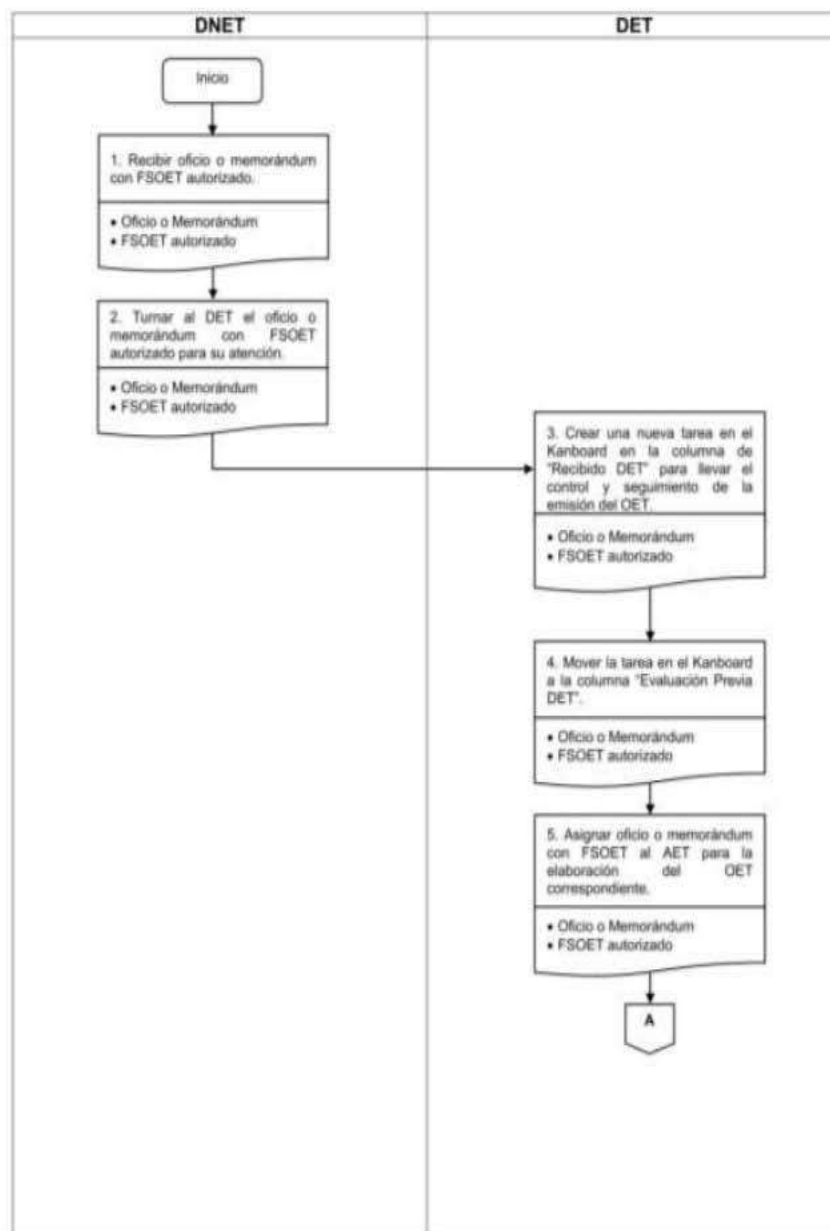 DNET
DET
Inicio
1. Recibir oficio o memorándum
con FSOET autorizado.
• Oficio o Memorándum
• FSOET autorizado
2. Turnar al DET el oficio o
memorándum con FSOET
autorizado para su atención.
• Oficio o Memorándum
• FSOET autorizado
3. Crear una nueva tarea en el
Kanboard en la columna de
"Recibido DET" para llevar el
control y seguimiento de la
emisión del OET.
• Oficio o Memorándum
• FSOET autorizado
4. Mover la tarea en el Kanboard
a la columna "Evaluación Previa
DET".
• Oficio o Memorándum
• FSOET autorizado
5. Asignar oficio o memorándum
con FSOET al AET para la
elaboración del OET
correspondiente.
• Oficio o Memorándum
• FSOET autorizado
A